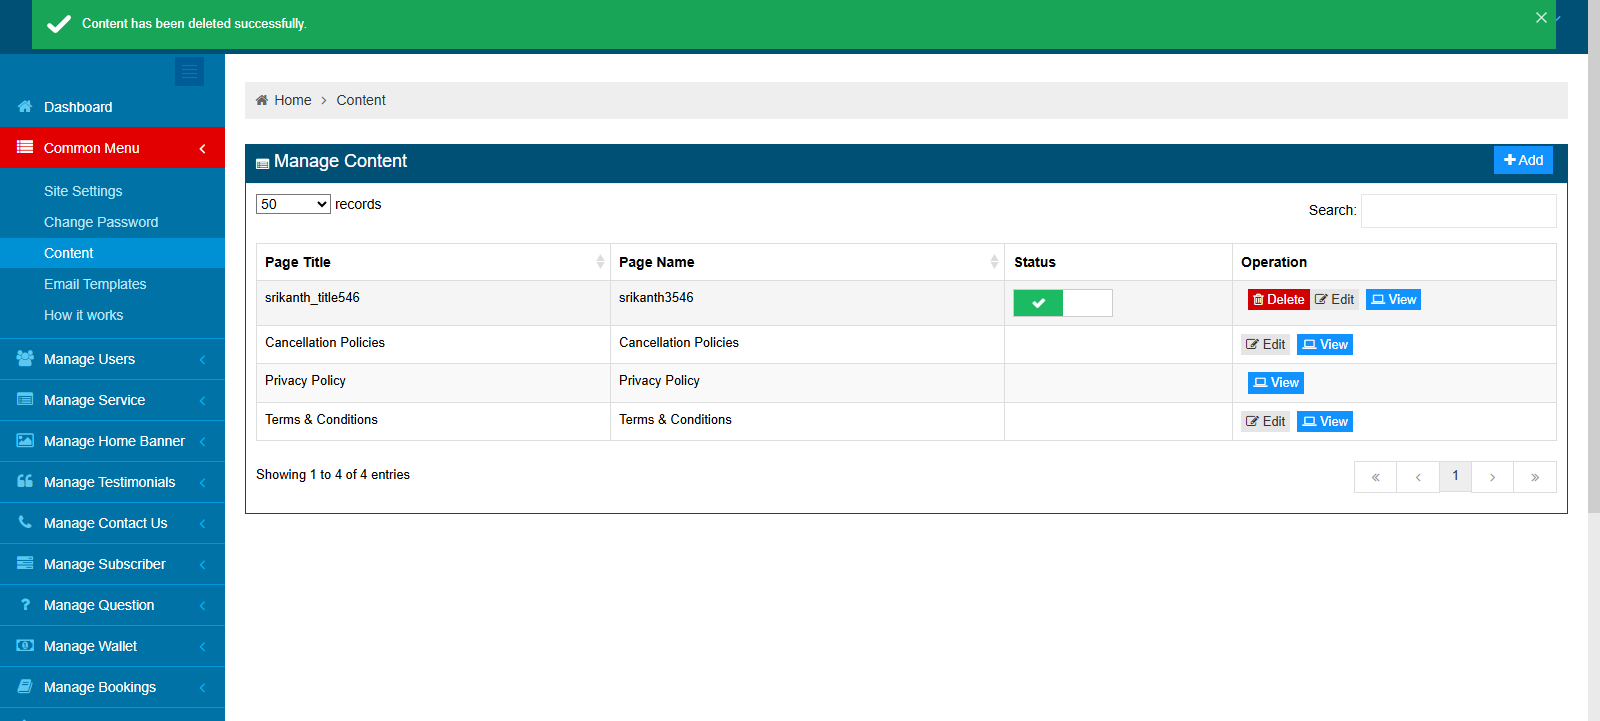 Content has been deleted successfully.
Dashboard
Common Menu
Site Settings
Change Password
Content
Email Templates
How it works
Manage Users
Manage Service
Manage Home Banner
Manage Testimonials
Manage Contact Us
Manage Subscriber
Manage Question
Manage Wallet
Manage Bookings
Home > Content
Manage Content
Add
50 records
Search:
Page Title Page Name Status Operation
srikanth_title546 srikanth3546 Delete Edit View
Cancellation Policies Cancellation Policies Edit View
Privacy Policy Privacy Policy View
Terms & Conditions Terms & Conditions Edit View
Showing 1 to 4 of 4 entries
« ‹ 1 › »